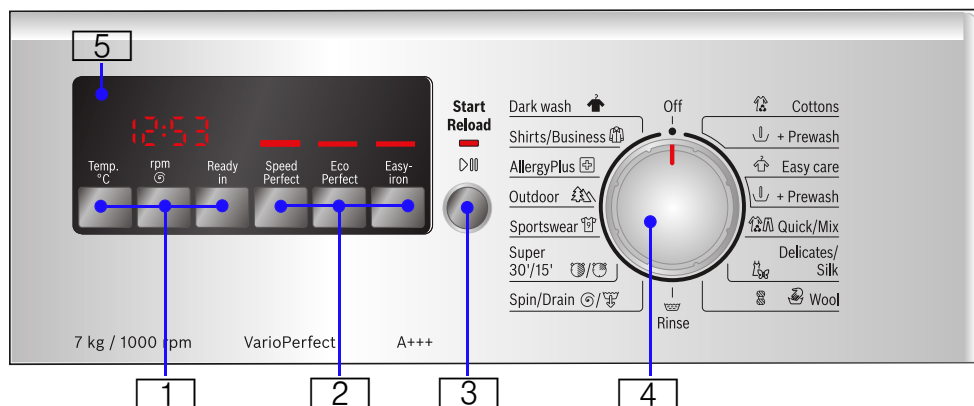 5
12:53
Temp.
°C
rpm
Ready
in
Speed
Perfect
Eco
Perfect
Easy-
iron
Start
Reload
Dark wash
Shirts/Business
AllergyPlus
Outdoor
Sportswear
Super
30'/15'
Spin/Drain
Off
Rinse
Cottons
+ Prewash
Easy care
+ Prewash
Quick/Mix
Delicates/
Silk
Wool
7 kg / 1000 rpm
VarioPerfect
A+++
1
2
3
4